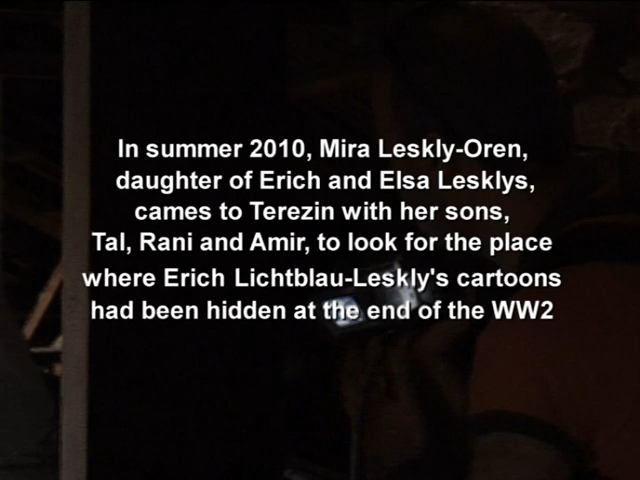 In summer 2010, Mira Leskly-Oren,
daughter of Erich and Elsa Lesklys,
cames to Terezin with her sons,
Tal, Rani and Amir, to look for the place
where Erich Lichtblau-Leskly's cartoons
had been hidden at the end of the WW2